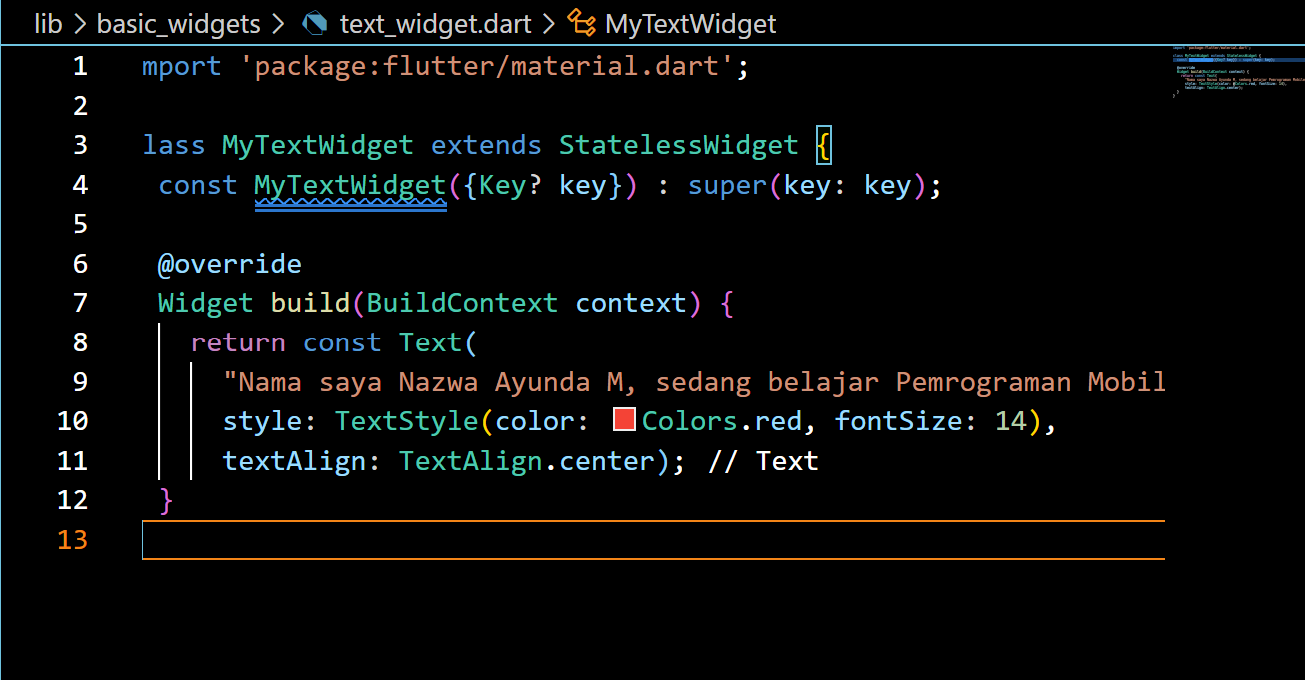 lib > basic_widgets > text_widget.dart > MyTextWidget
1 mport 'package:flutter/material.dart';
2
3 lass MyTextWidget extends StatelessWidget {
4 const MyTextWidget({Key? key}) : super(key: key);
5
6 @override
7 Widget build(BuildContext context) {
8 return const Text(
9 "Nama saya Nazwa Ayunda M, sedang belajar Pemrograman Mobil
10 style: TextStyle(color: Colors.red, fontSize: 14),
11 textAlign: TextAlign.center); // Text
12 }
13